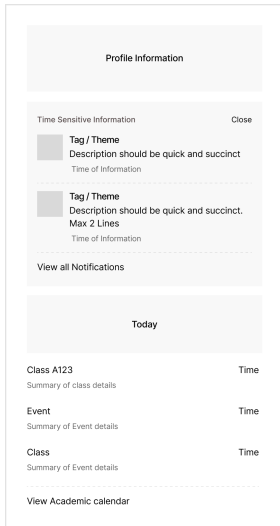 Profile Information
Time Sensitive Information Close
Tag / Theme
Description should be quick and succinct
Time of Information
Tag / Theme
Description should be quick and succinct.
Max 2 Lines
Time of Information
View all Notifications
Today
Class A123 Time
Summary of class details
Event Time
Summary of Event details
Class Time
Summary of Event details
View Academic calendar